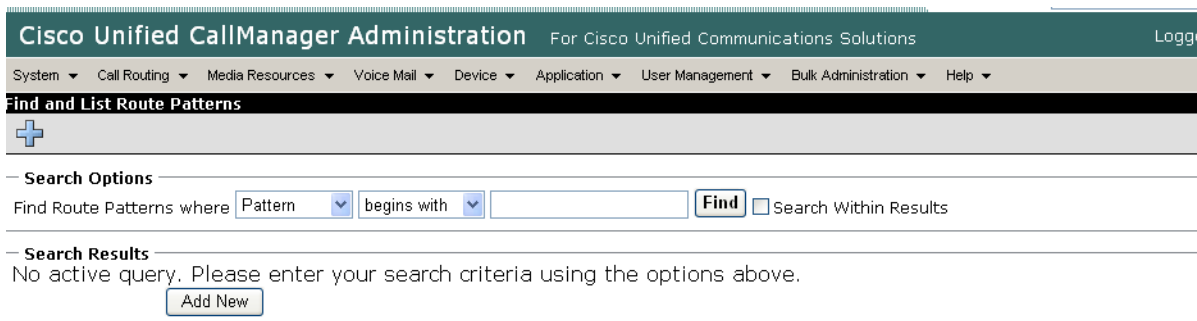 Cisco Unified CallManager Administration For Cisco Unified Communications Solutions Logge
System Call Routing Media Resources Voice Mail Device Application User Management Bulk Administration Help
Find and List Route Patterns
Search Options
Find Route Patterns where Pattern begins with Find Search Within Results
Search Results
No active query. Please enter your search criteria using the options above.
Add New